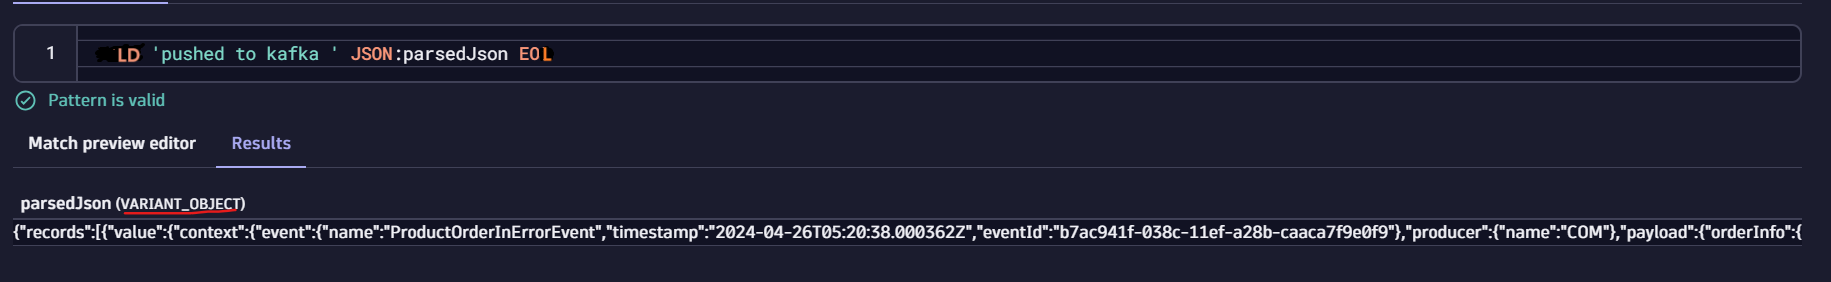 1 LD 'pushed to kafka ' JSON:parsedJson EOL
Pattern is valid
Match preview editor Results
parsedJson (VARIANT_OBJECT)
{"records":[{"value":{"context":{"event":{"name":"ProductOrderInErrorEvent","timestamp":"2024-04-26T05:20:38.000362Z","eventId":"b7ac941f-038c-11ef-a28b-caaca7f9e0f9"},"producer":{"name":"COM"},"payload":{"orderInfo":{